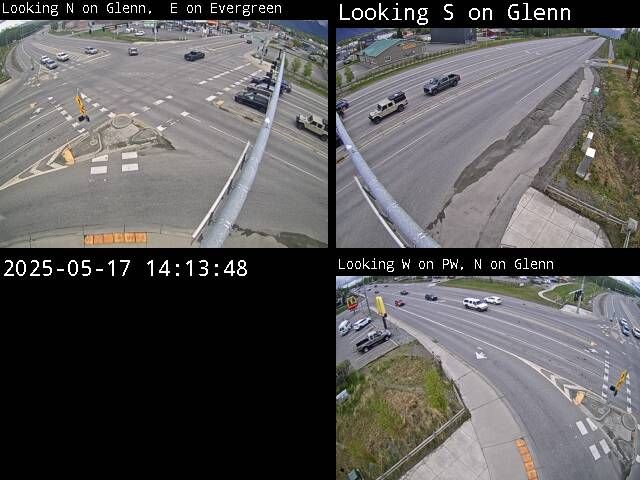 Looking N on Glenn,  E on Evergreen
Looking S on Glenn
2025-05-17 14:13:48
Looking W on PW, N on Glenn